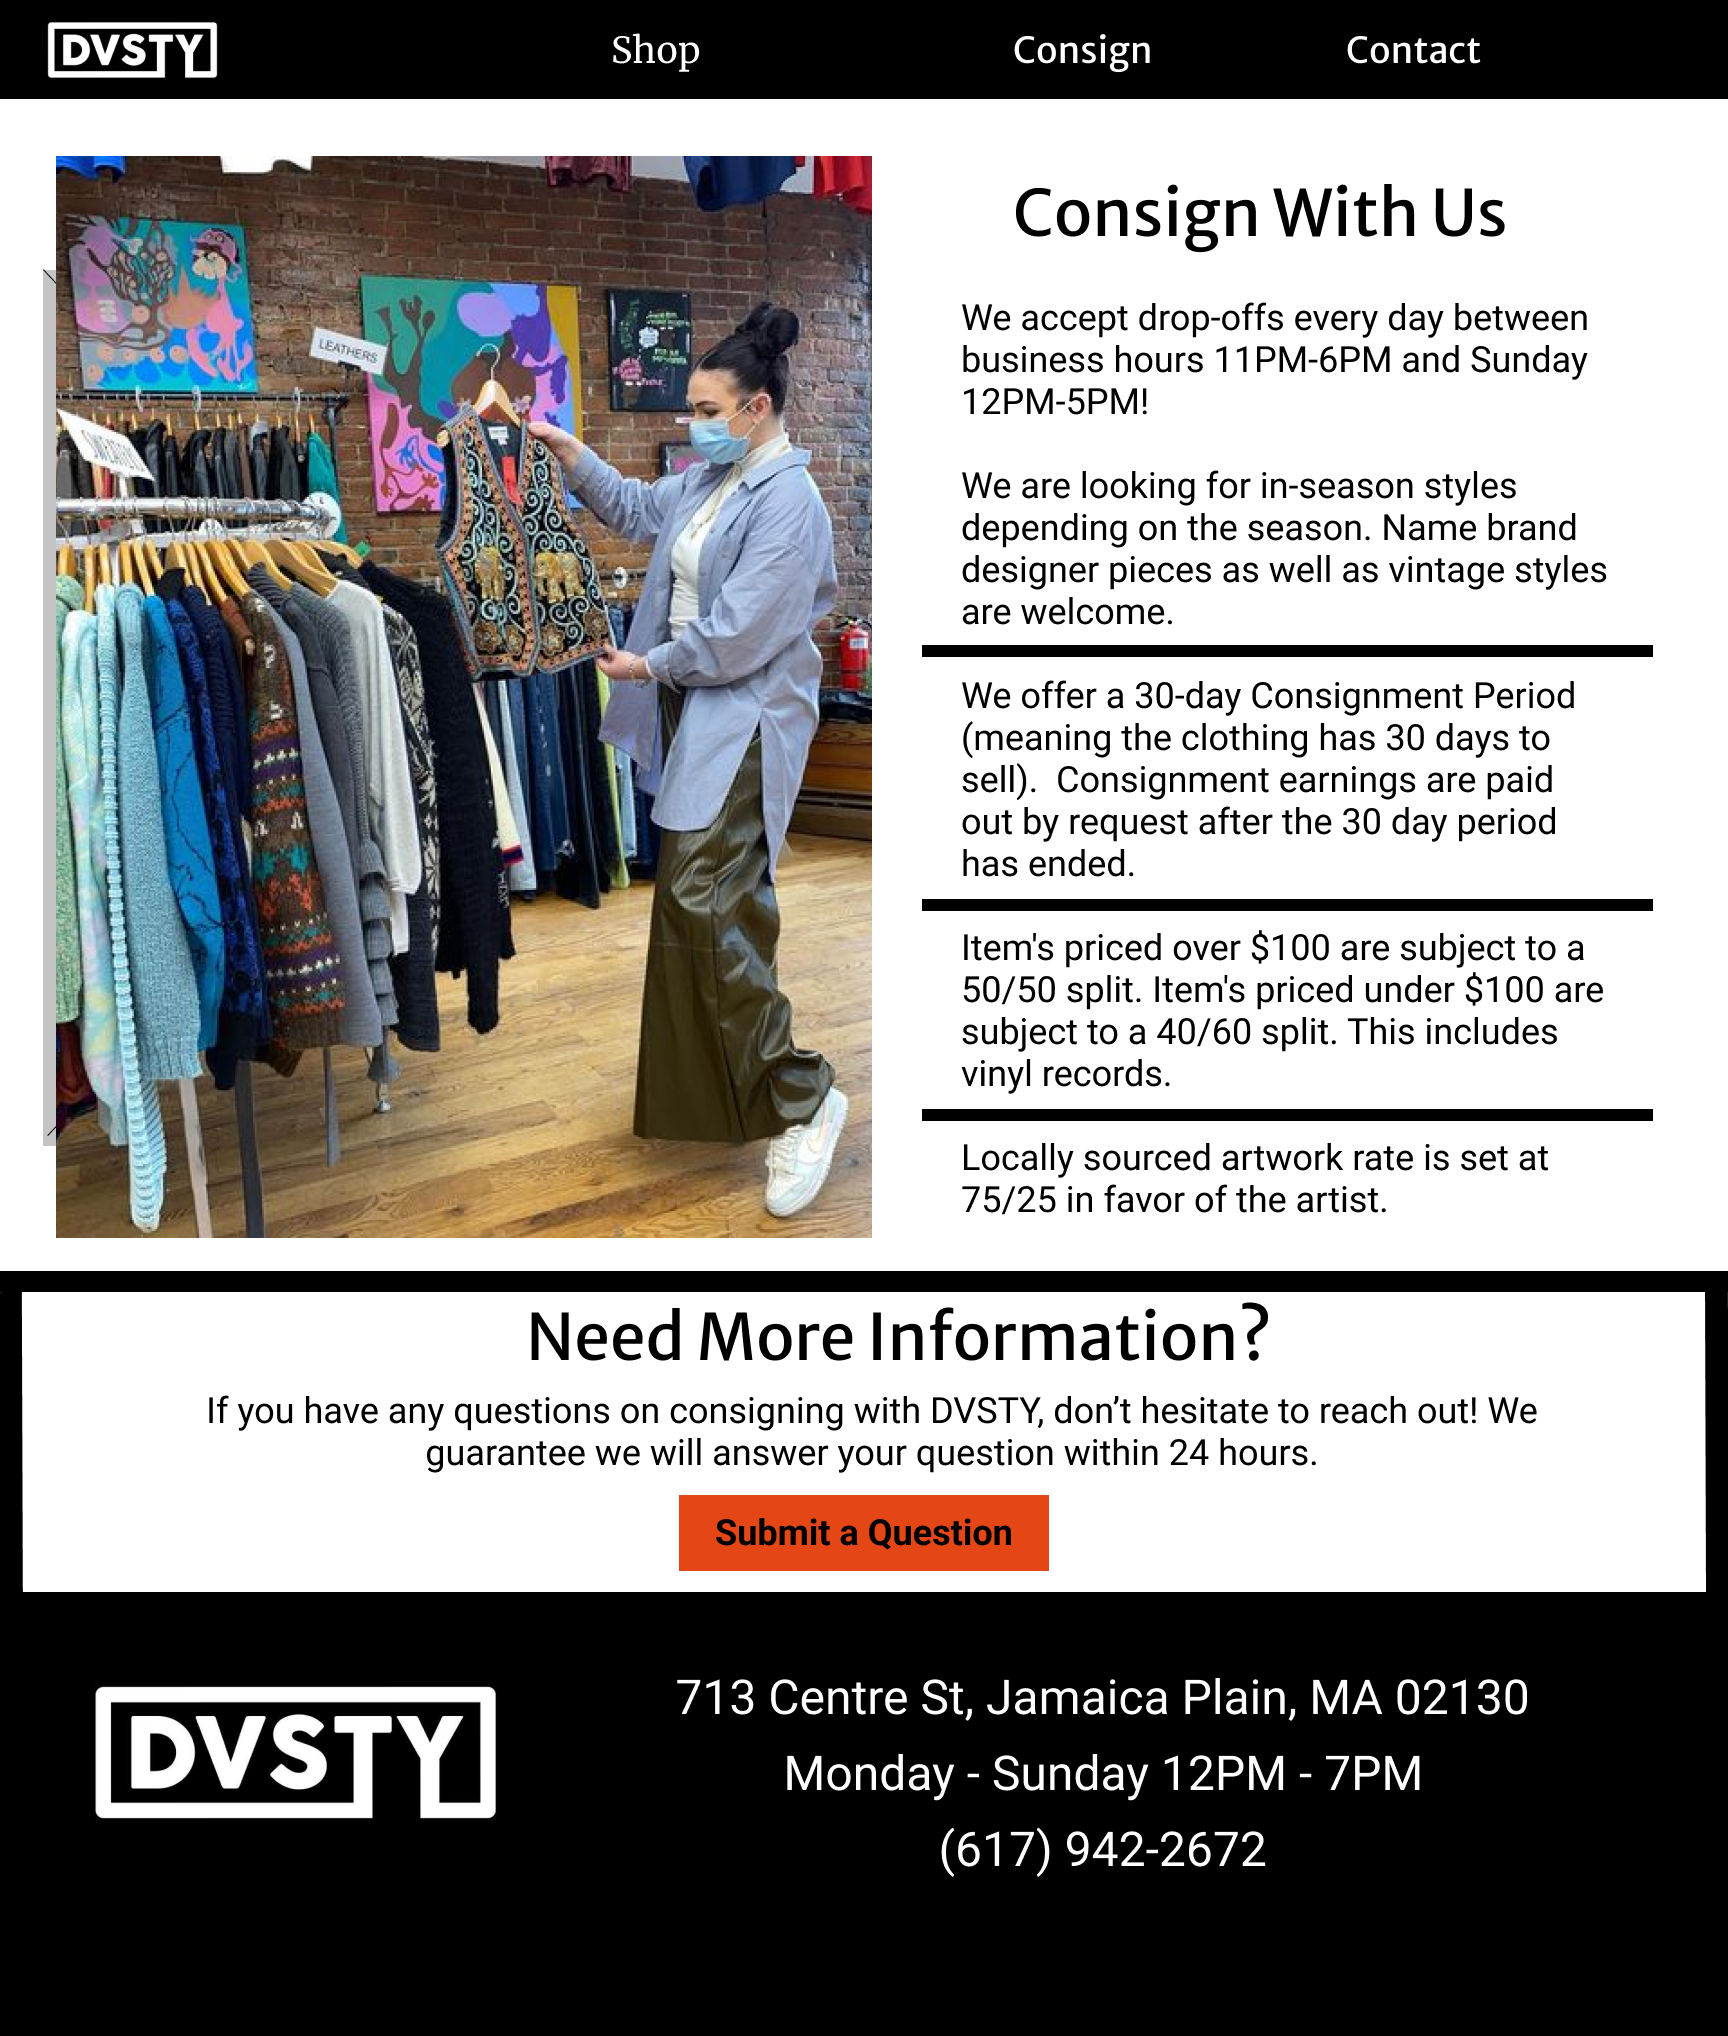 DVSTY
Shop
Consign
Contact
LEATHERS
Consign With Us
We accept drop-offs every day between
business hours 11PM-6PM and Sunday
12PM-5PM!
We are looking for in-season styles
depending on the season. Name brand
designer pieces as well as vintage styles
are welcome.
We offer a 30-day Consignment Period
(meaning the clothing has 30 days to
sell).  Consignment earnings are paid
out by request after the 30 day period
has ended.
Item's priced over $100 are subject to a
50/50 split. Item's priced under $100 are
subject to a 40/60 split. This includes
vinyl records.
Locally sourced artwork rate is set at
75/25 in favor of the artist.
Need More Information?
If you have any questions on consigning with DVSTY, don’t hesitate to reach out! We
guarantee we will answer your question within 24 hours.
Submit a Question
DVSTY
713 Centre St, Jamaica Plain, MA 02130
Monday - Sunday 12PM - 7PM
(617) 942-2672